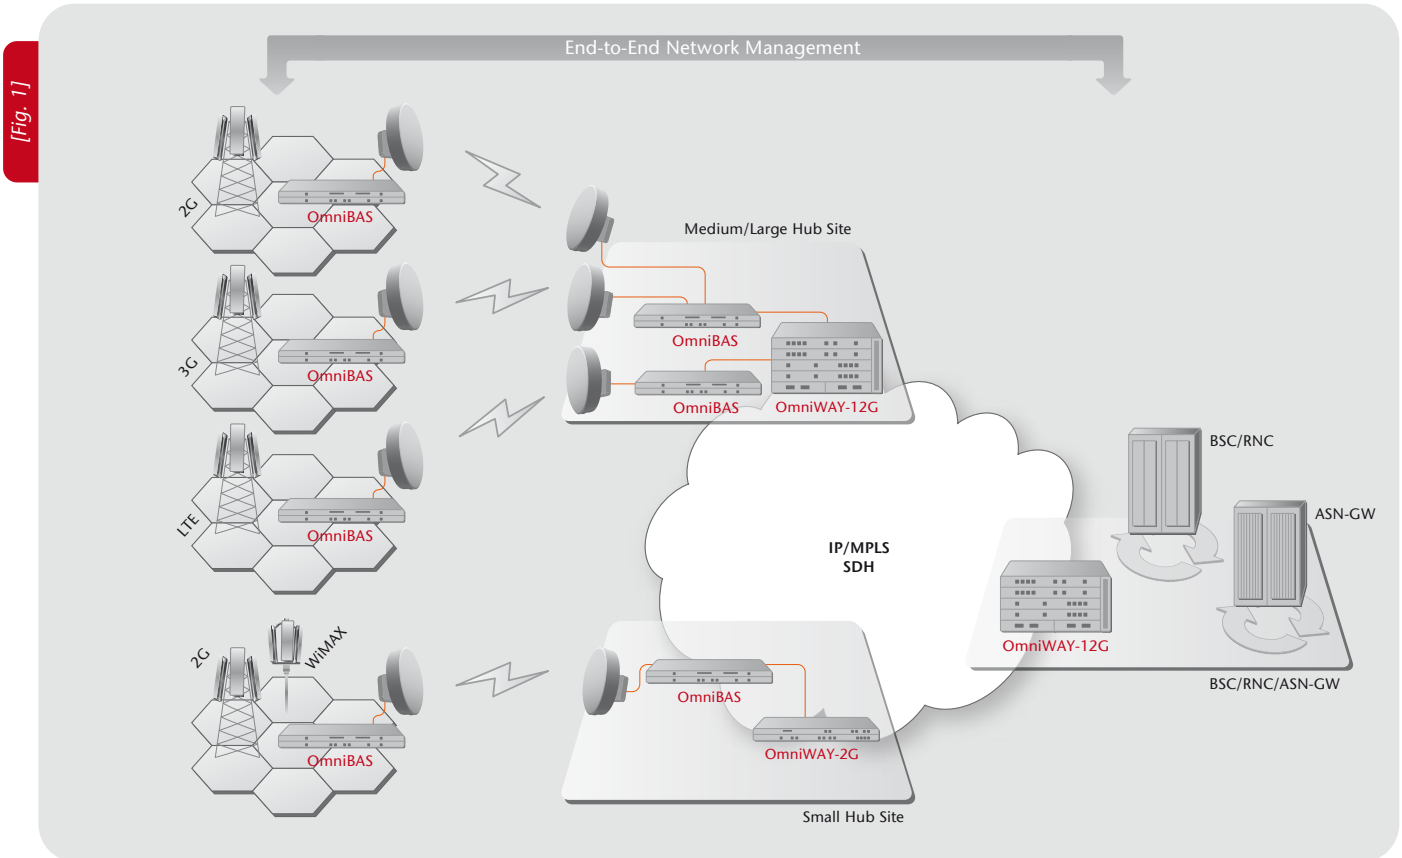 End-to-End Network Management
[Fig. 1]
2G
OmniBAS
Medium/Large Hub Site
3G
OmniBAS
OmniBAS
OmniBAS
OmniWAY-12G
LTE
OmniBAS
BSC/RNC
ASN-GW
IP/MPLS
SDH
OmniWAY-12G
BSC/RNC/ASN-GW
2G
WiMAX
OmniBAS
OmniBAS
OmniWAY-2G
Small Hub Site